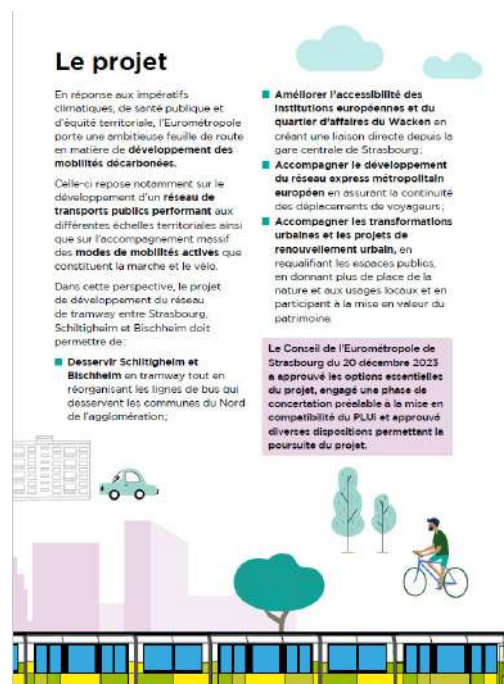 Le projet
En réponse aux impératifs
climatiques, de santé publique et
d'équité territoriale, l'Eurométropole
porte une ambitieuse feuille de route
en matière de développement des
mobilités décarbonées.
Celle-ci repose notamment sur le
développement d'un réseau de
transports publics performant aux
différentes échelles territoriales ainsi
que sur l'accompagnement massif
des modes de mobilités actives que
constituent la marche et le vélo.
Dans cette perspective, le projet
de développement du réseau
de tramway entre Strasbourg,
Schiltigheim et Bischheim doit
permettre de:
Desservir Schiltigheim et
Bischheim en tramway tout en
réorganisant les lignes de bus qui
desservent les communes du Nord
de l'agglomération;
Améliorer l'accessibilité des
institutions européennes et du
quartier d'affaires du Wacken en
créant une liaison directe depuis la
gare centrale de Strasbourg;
Accompagner le développement
du réseau express métropolitain
européen en assurant la continuité
des déplacements de voyageurs;
Accompagner les transformations
urbaines et les projets de
renouvellement urbain, en
requalifiant les espaces publics,
en donnant plus de place de la
nature et aux usages locaux et en
participant à la mise en valeur du
patrimoine.
Le Conseil de l'Eurométropole de
Strasbourg du 20 décembre 2023
a approuvé les options essentielles
du projet, engagé une phase de
concertation préalable à la mise en
compatibilité du PLUi et approuvé
diverses dispositions permettant la
poursuite du projet.